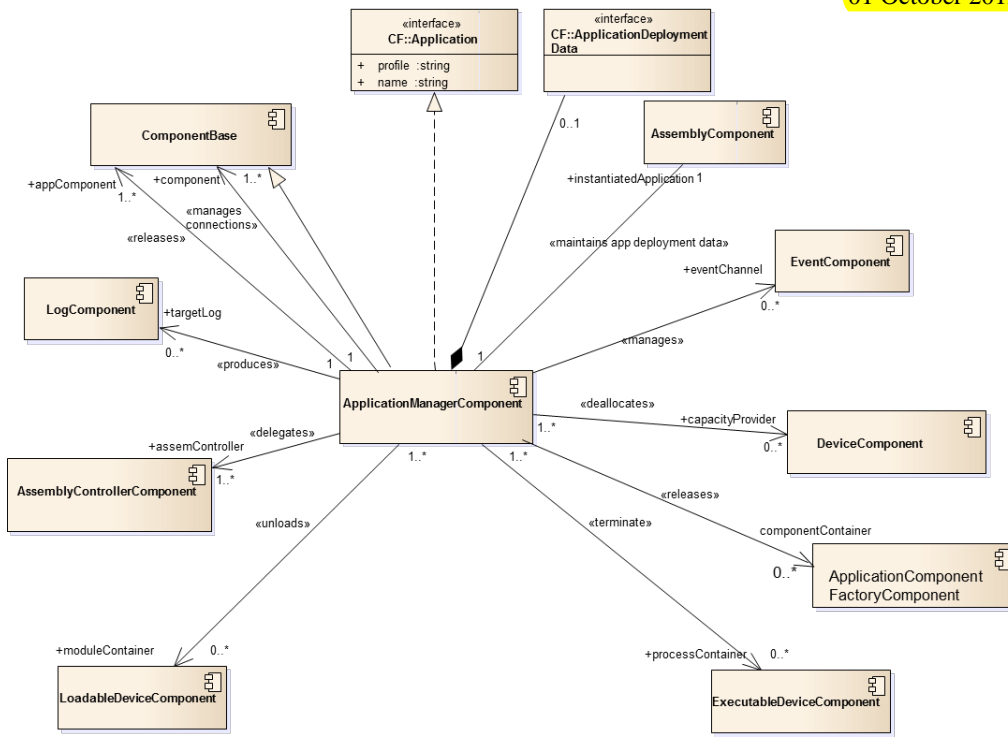 01 October 201
«interface»
CF::Application
+ profile :string
+ name :string
«interface»
CF::ApplicationDeployment
Data
0..1
ComponentBase
AssemblyComponent
+appComponent
1..*
+component
1..*
+instantiatedApplication 1
«manages
connections»
«releases»
«maintains app deployment data»
EventComponent
+eventChannel
0..*
LogComponent
+targetLog
0..*
«manages»
«produces»
1
1
1
ApplicationManagerComponent
«deallocates»
+capacityProvider
1..*
0..*
DeviceComponent
«delegates»
+assemController
1..*
AssemblyControllerComponent
1..*
1..*
«releases»
«unloads»
«terminate»
componentContainer
0..*
ApplicationComponent
FactoryComponent
+moduleContainer
0..*
LoadableDeviceComponent
+processContainer
0..*
ExecutableDeviceComponent